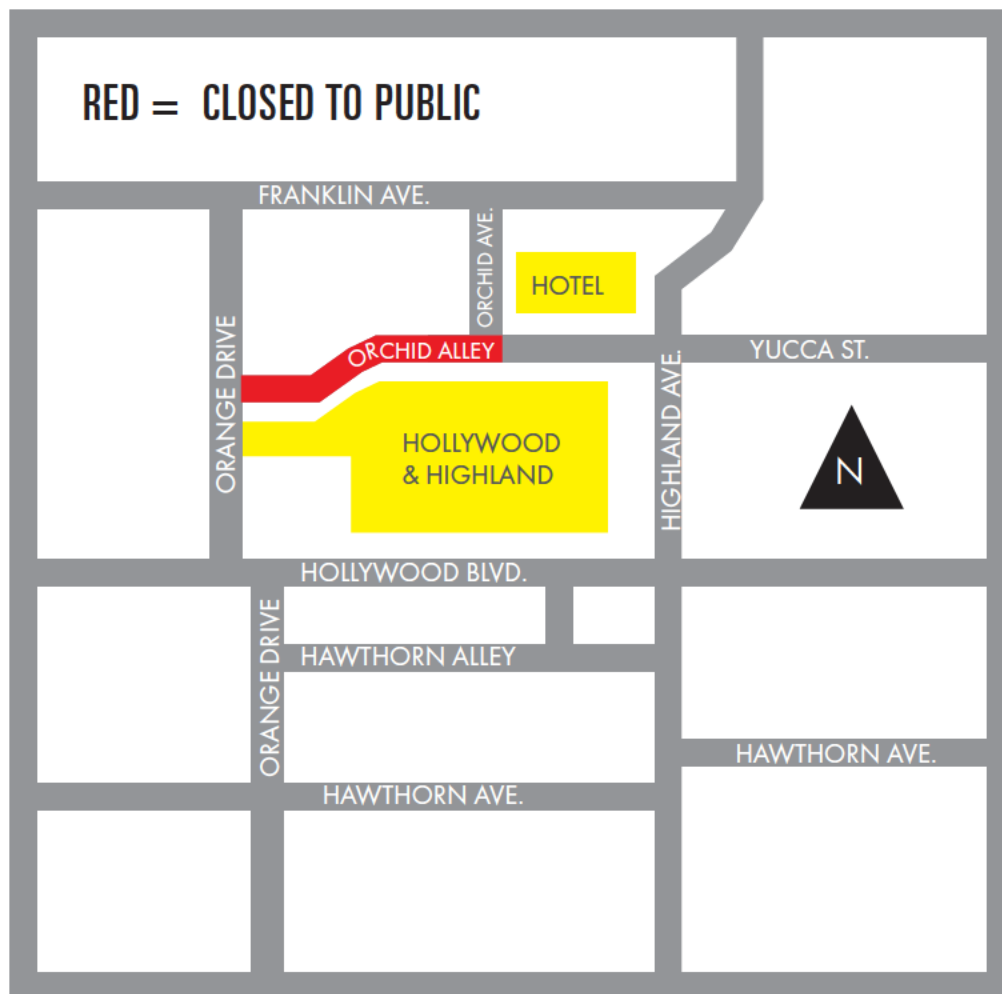 RED = CLOSED TO PUBLIC
FRANKLIN AVE.
ORCHID AVE.
HOTEL
ORANGE DRIVE
ORCHID ALLEY
YUCCA ST.
HIGHLAND AVE.
HOLLYWOOD
& HIGHLAND
N
HOLLYWOOD BLVD.
ORANGE DRIVE
HAWTHORN ALLEY
HAWTHORN AVE.
HAWTHORN AVE.